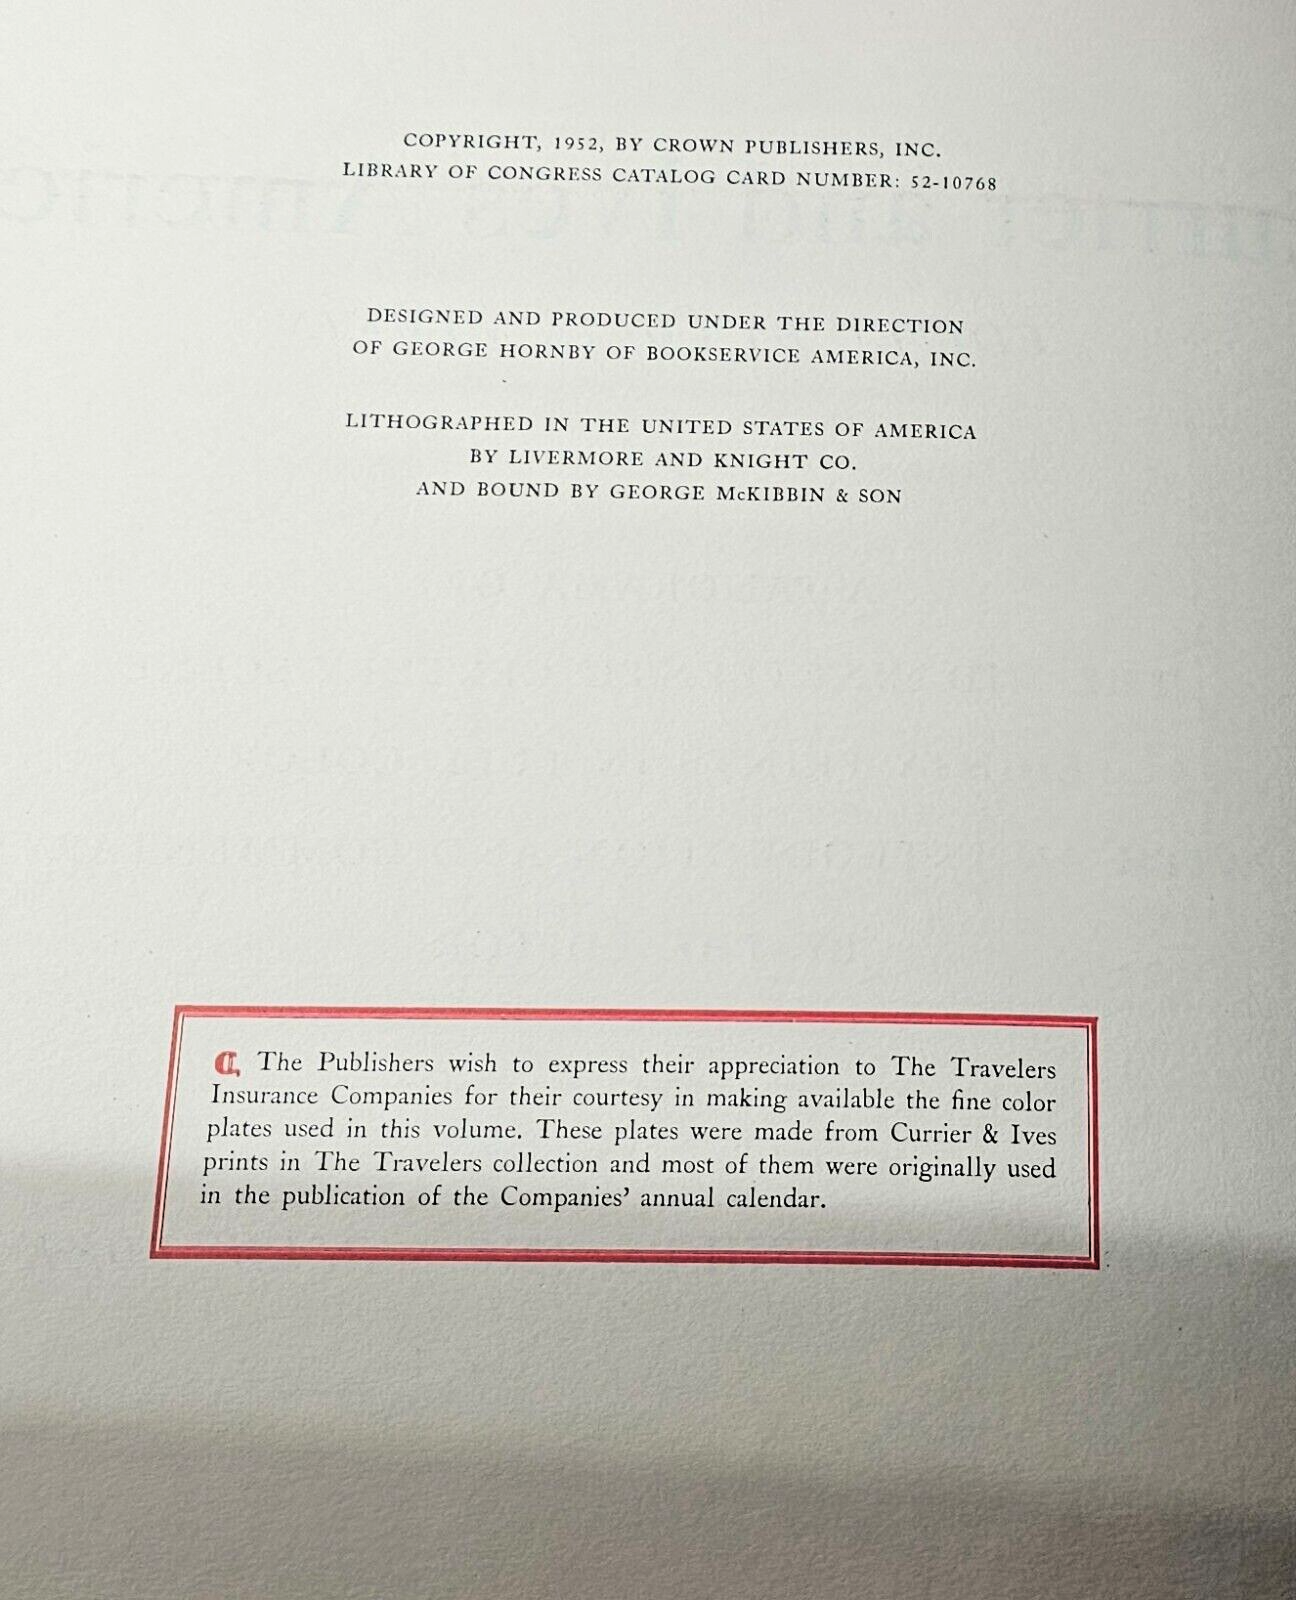 COPYRIGHT, 1952, BY CROWN PUBLISHERS, INC.
LIBRARY OF CONGRESS CATALOG CARD NUMBER: 52-10768
DESIGNED AND PRODUCED UNDER THE DIRECTION
OF GEORGE HORNBY OF BOOKSERVICE AMERICA, INC.
LITHOGRAPHED IN THE UNITED STATES OF AMERICA
BY LIVERMORE AND KNIGHT CO.
AND BOUND BY GEORGE McKIBBIN & SON
The Publishers wish to express their appreciation to The Travelers
Insurance Companies for their courtesy in making available the fine color
plates used in this volume. These plates were made from Currier & Ives
prints in The Travelers collection and most of them were originally used
in the publication of the Companies' annual calendar.